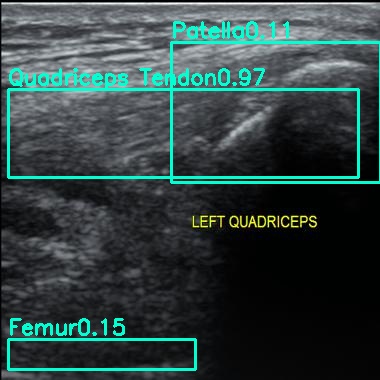 Patella0.11
Quadriceps Tendon0.97
LEFT QUADRICEPS
Femur0.15